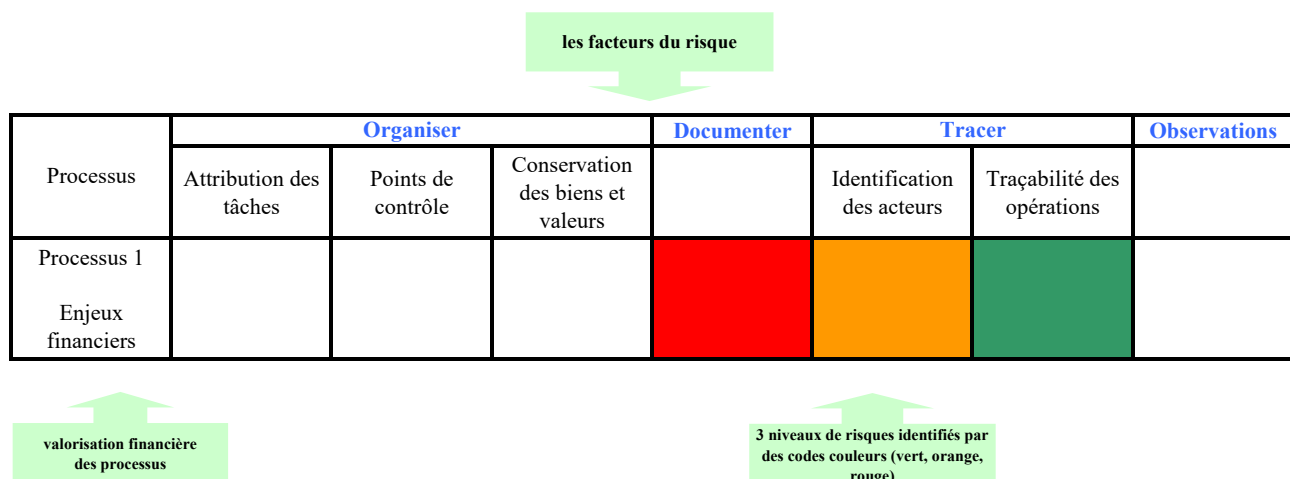 les facteurs du risque
Organiser
Documenter
Tracer
Observations
Processus
Attribution des
tâches
Points de
contrôle
Conservation
des biens et
valeurs
Identification
des acteurs
Traçabilité des
opérations
Processus 1
Enjeux
financiers
valorisation financière
des processus
3 niveaux de risques identifiés par
des codes couleurs (vert, orange,
rouge)